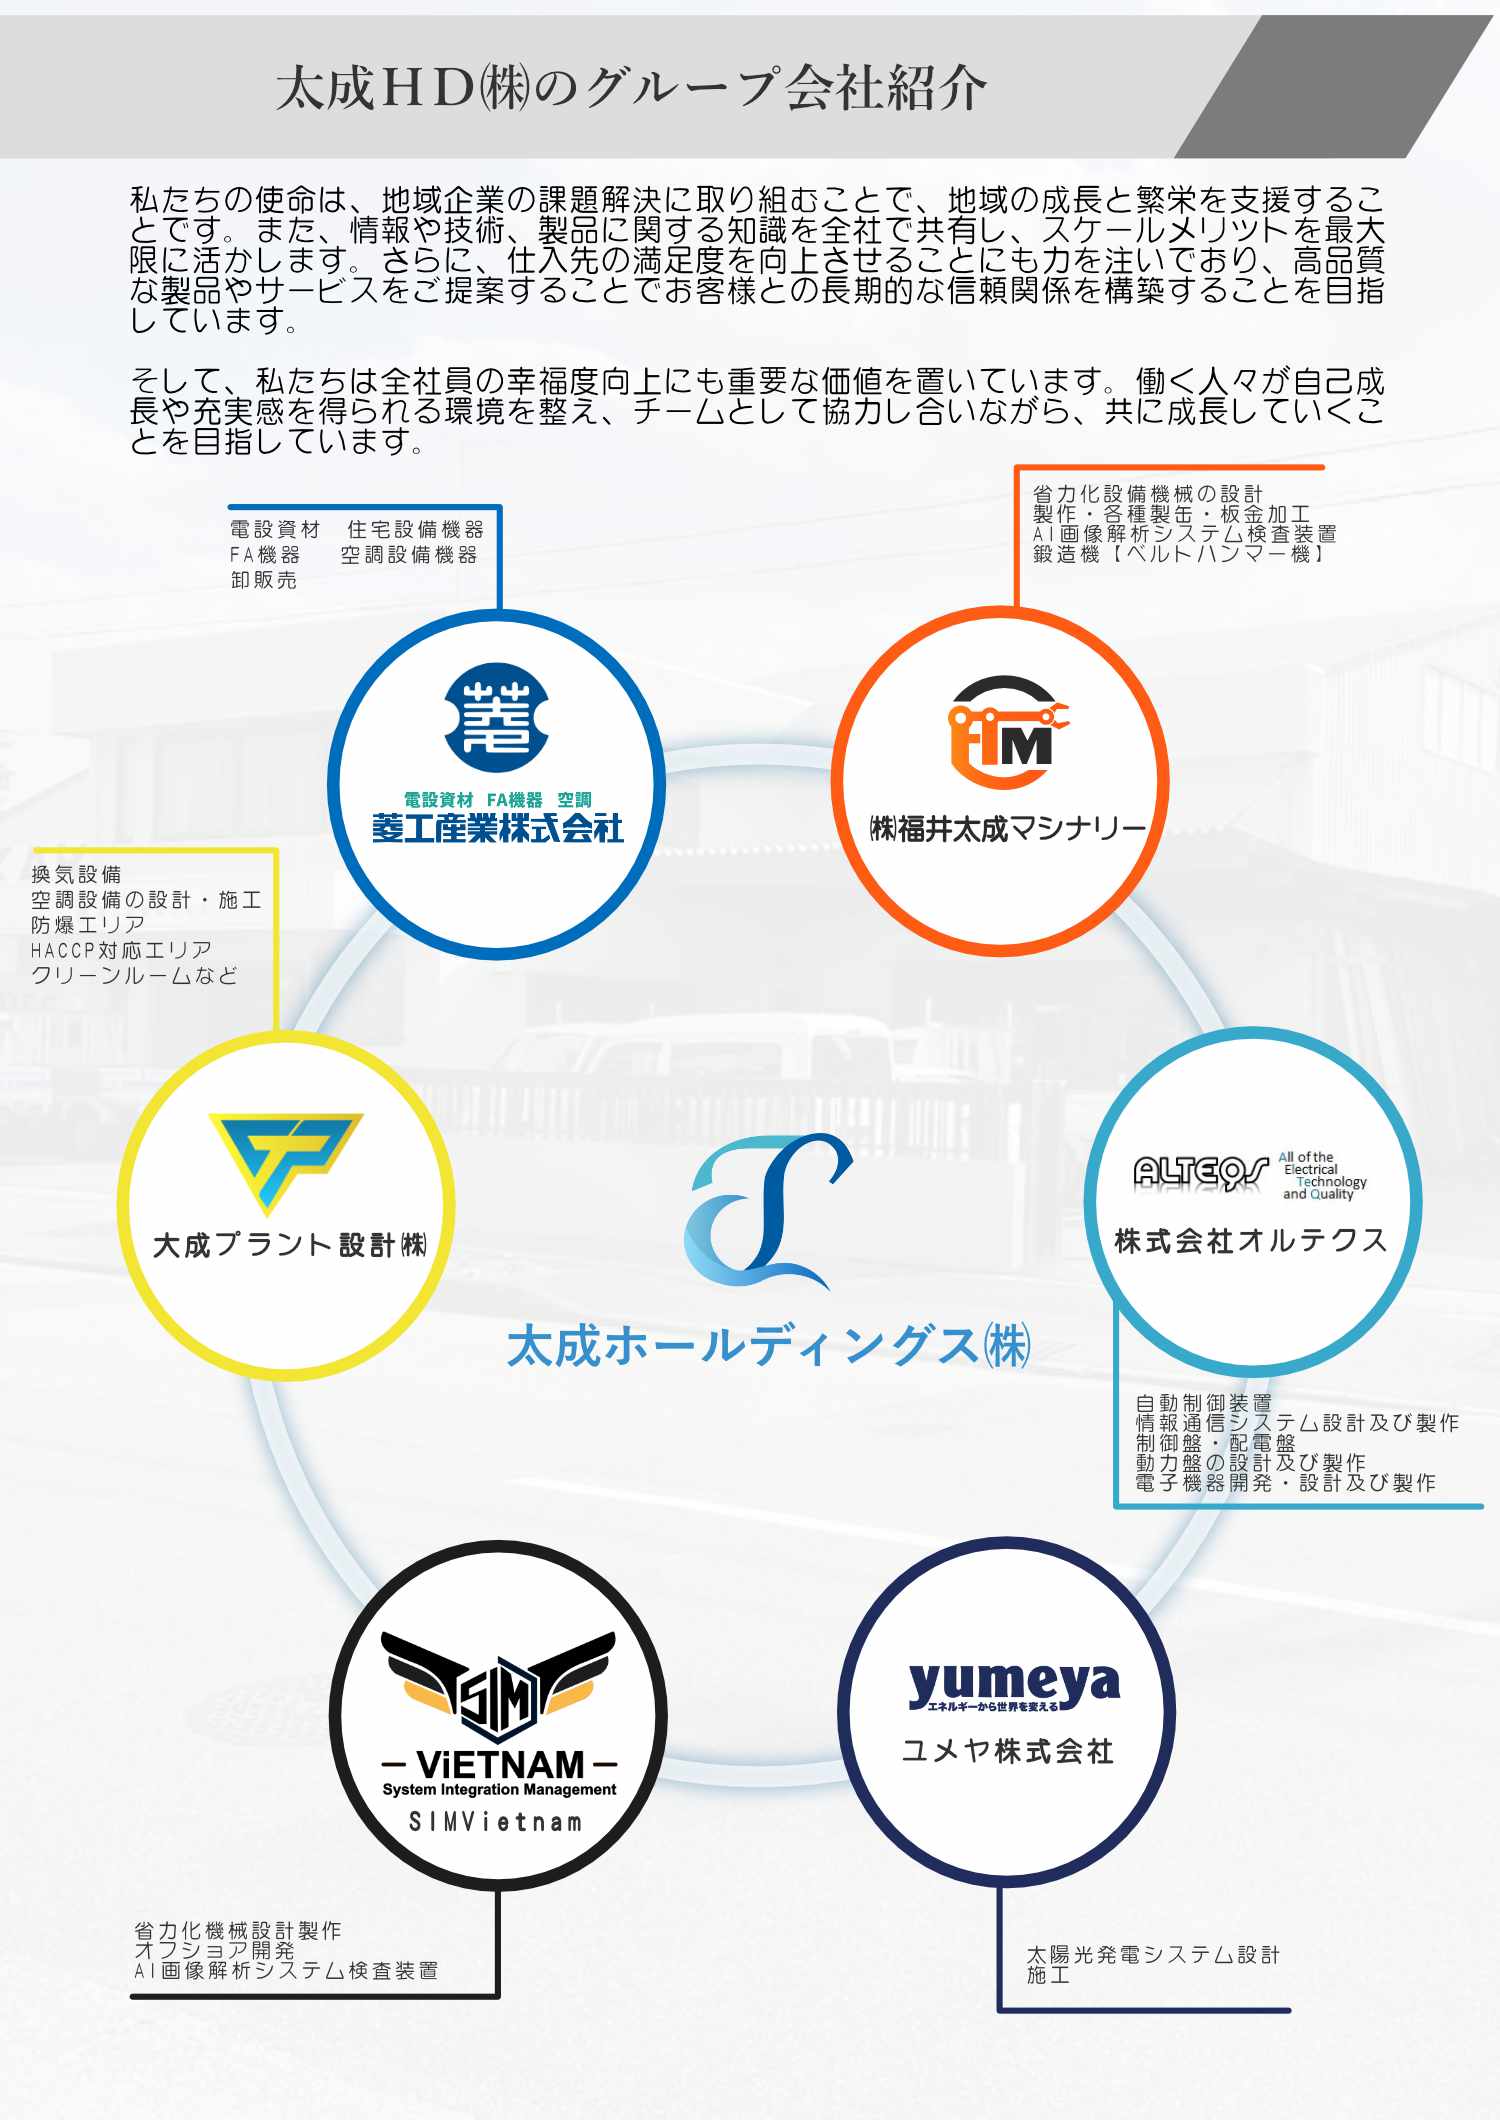 太成ＨＤ㈱のグループ会社紹介
私たちの使命は、地域企業の課題解決に取り組むことで、地域の成長と繁栄を支援するこ
とです。また、情報や技術、製品に関する知識を全社で共有し、スケールメリットを最大
限に活かします。さらに、仕入先の満足度を向上させることにも力を注いでおり、高品質
な製品やサービスをご提案することでお客様との長期的な信頼関係を構築することを目指
しています。
そして、私たちは全社員の幸福度向上にも重要な価値を置いています。働く人々が自己成
長や充実感を得られる環境を整え、チームとして協力し合いながら、共に成長していくこ
とを目指しています。
電設資材　住宅設備機器
FA機器　空調設備機器
卸販売
電設資材 FA機器 空調
菱工産業株式会社
省力化設備機械の設計
製作・各種製缶・板金加工
AI画像解析システム検査装置
鍛造機【ベルトハンマー機】
FTM
㈱福井太成マシナリー
換気設備
空調設備の設計・施工
防爆エリア
HACCP対応エリア
クリーンルームなど
大成プラント設計㈱
ALTEQS
All of the
Electrical
Technology
and Quality
株式会社オルテクス
自動制御装置
情報通信システム設計及び製作
制御盤・配電盤
動力盤の設計及び製作
電子機器開発・設計及び製作
太成ホールディングス㈱
SIM
ViETNAM
System Integration Management
SIMVietnam
省力化機械設計製作
オフショア開発
AI画像解析システム検査装置
yumeya
エネルギーから世界を変える
ユメヤ株式会社
太陽光発電システム設計
施工